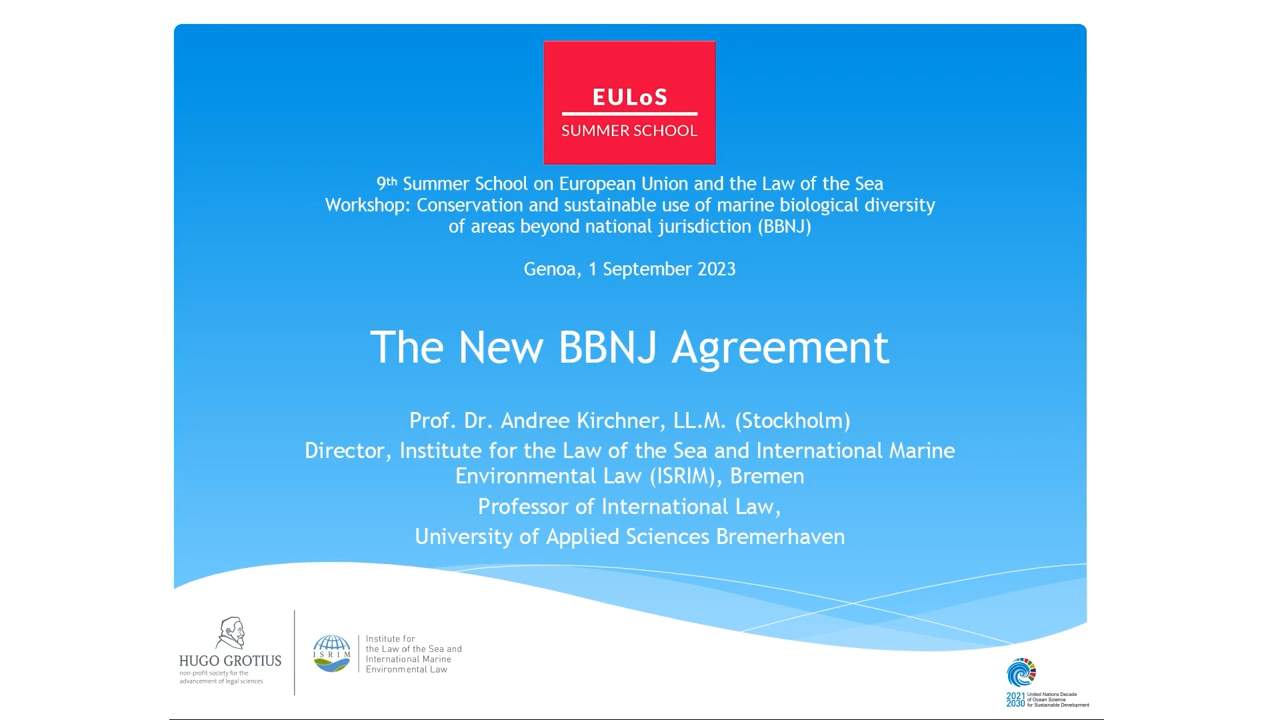 EULoS
SUMMER SCHOOL
9th Summer School on European Union and the Law of the Sea
Workshop: Conservation and sustainable use of marine biological diversity
of areas beyond national jurisdiction (BBNJ)
Genoa, 1 September 2023
The New BBNJ Agreement
Prof. Dr. Andree Kirchner, LL.M. (Stockholm)
Director, Institute for the Law of the Sea and International Marine
Environmental Law (ISRIM), Bremen
Professor of International Law,
University of Applied Sciences Bremerhaven
HUGO GROTIUS
non-profit society for the
advancement of legal sciences
ISRIM
Institute for
the Law of the Sea and
International Marine
Environmental Law
2021
2030
United Nations Decade
of Ocean Science
for Sustainable Development